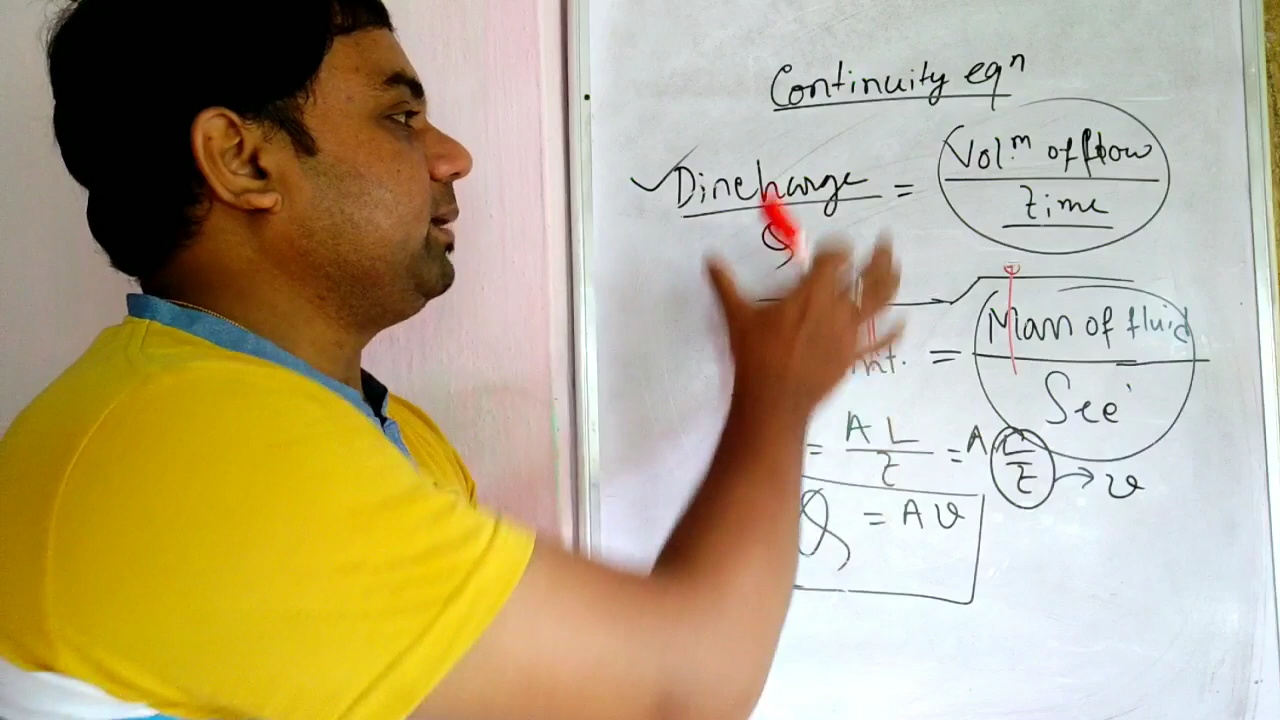 Continuity eqⁿ
Discharge = Vol.ᵐ of flow
Time
Q
= Mass of fluid
Sec
= A L / t = A L / t → v
Q = A v